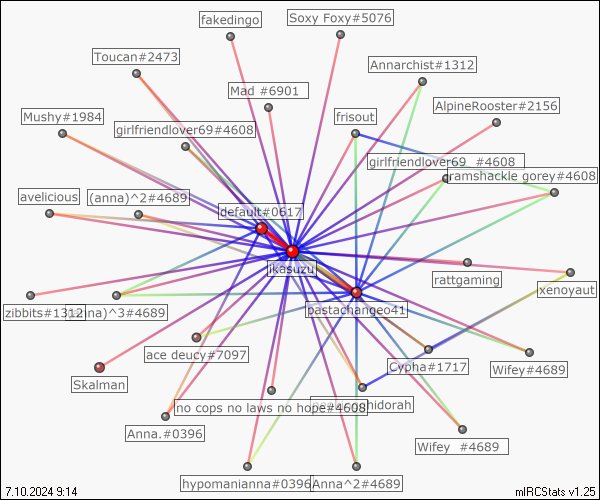 fakedingo
Soxy Foxy#5076
Toucan#2473
Annarchist#1312
Mad #6901
AlpineRooster#2156
Mushy#1984
girlfriendlover69#4608
frisout
girlfriendlover69 #4608
ramshackle gorey#4608
avelicious
(anna)^2#4689
default#0617
ikasuzu
rattgaming
xenoyaut
zibbits#1312
nna)^3#4689
pastachangeo41
ace deucy#7097
Cypha#1717
Wifey#4689
Skalman
no cops no laws no hope#4608
hidorah
Anna.#0396
Wifey #4689
hypomanianna#0396
Anna^2#4689
7.10.2024 9:14
mIRCStats v1.25